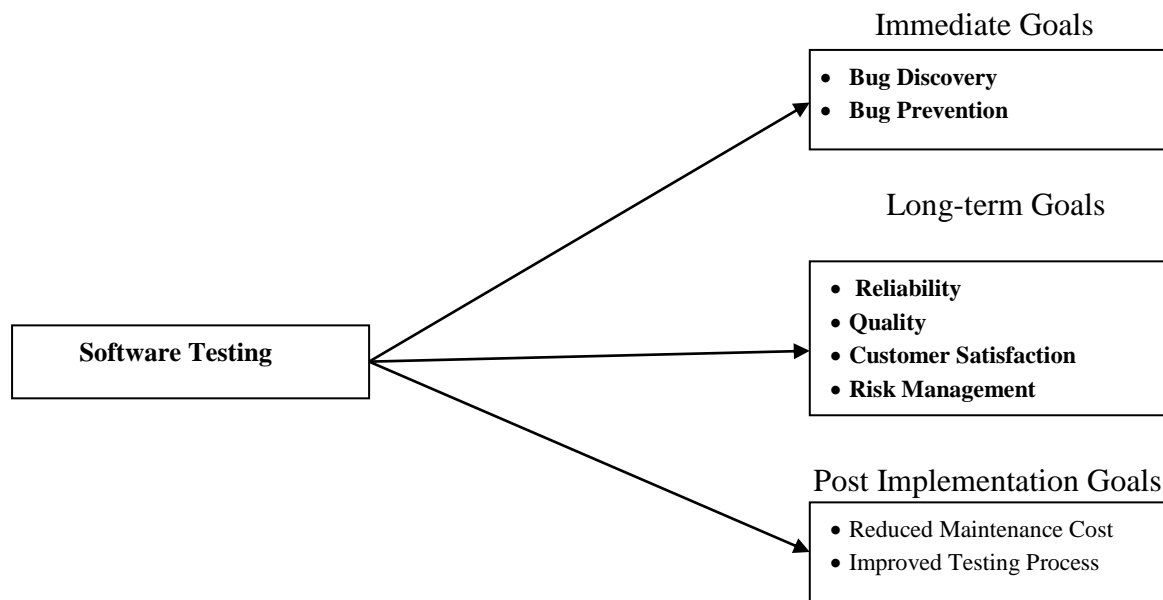 Immediate Goals
• Bug Discovery
• Bug Prevention
Long-term Goals
• Reliability
• Quality
• Customer Satisfaction
• Risk Management
Software Testing
Post Implementation Goals
• Reduced Maintenance Cost
• Improved Testing Process